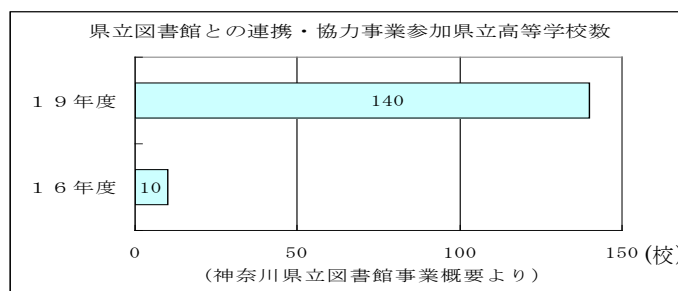 県立図書館との連携・協力事業参加県立高等学校数
１９年度
140
１６年度
10
0 50 100 150 (校)
（神奈川県立図書館事業概要より）